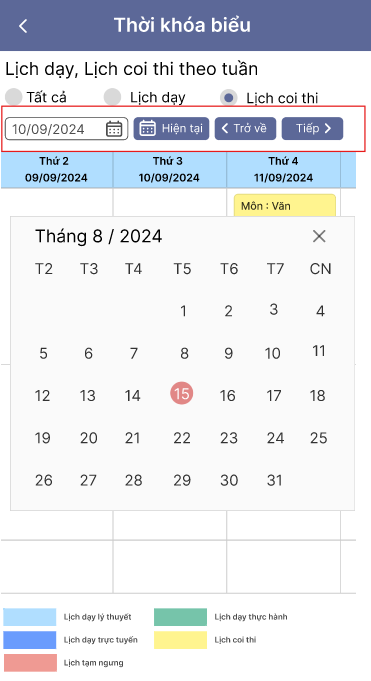 Thời khóa biểu
Lịch dạy, Lịch coi thi theo tuần
Tất cả Lịch dạy Lịch coi thi
10/09/2024 Hiện tại Trở về Tiếp
Thứ 2 Thứ 3 Thứ 4
09/09/2024 10/09/2024 11/09/2024
Môn : Văn
Tháng 8 / 2024
T2 T3 T4 T5 T6 T7 CN
1 2 3 4
5 6 7 8 9 10 11
12 13 14 15 16 17 18
19 20 21 22 23 24 25
26 27 28 29 30 31
Lịch dạy lý thuyết Lịch dạy thực hành
Lịch dạy trực tuyến Lịch coi thi
Lịch tạm ngưng